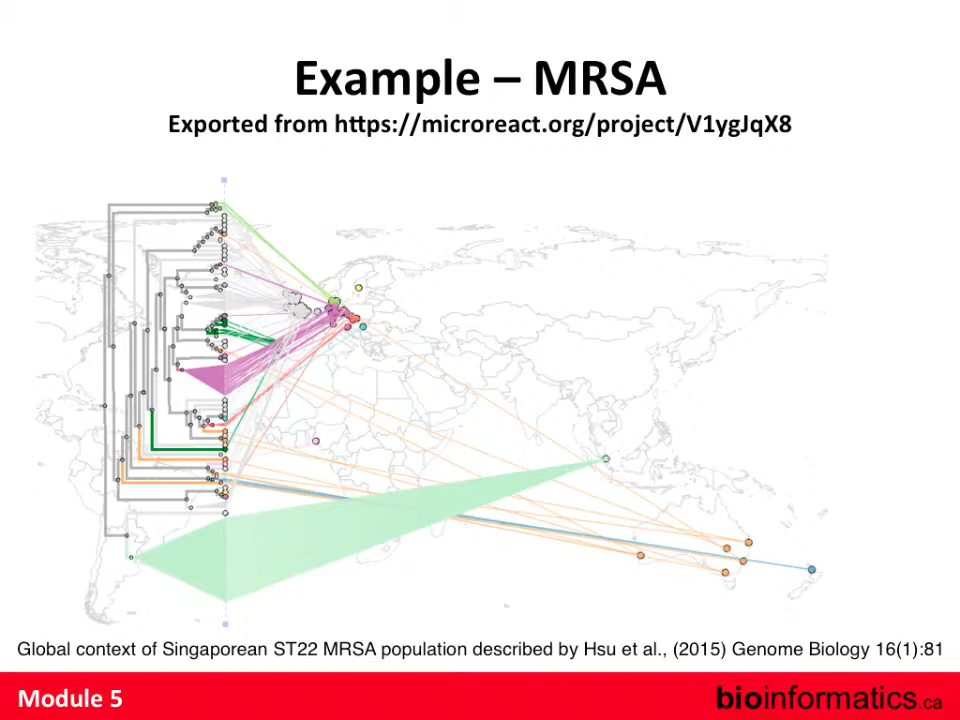 Example – MRSA
Exported from https://microreact.org/project/V1ygJqX8
Global context of Singaporean ST22 MRSA population described by Hsu et al., (2015) Genome Biology 16(1):81
Module 5
bioinformatics.ca